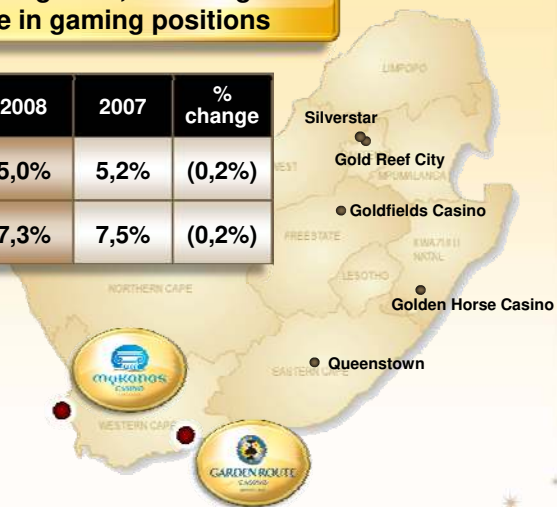 e in gaming positions
2008 2007 % change
5,0% 5,2% (0,2%)
7,3% 7,5% (0,2%)
LIMPOPO
Silverstar
Gold Reef City
MPUMALANGA
Goldfields Casino
FREESTATE
KWAZULU
NATAL
LESOTHO
NORTHERN CAPE
Golden Horse Casino
Queenstown
EASTERN CAPE
mykonos
CASINO
WESTERN CAPE
GARDEN ROUTE
CASINO